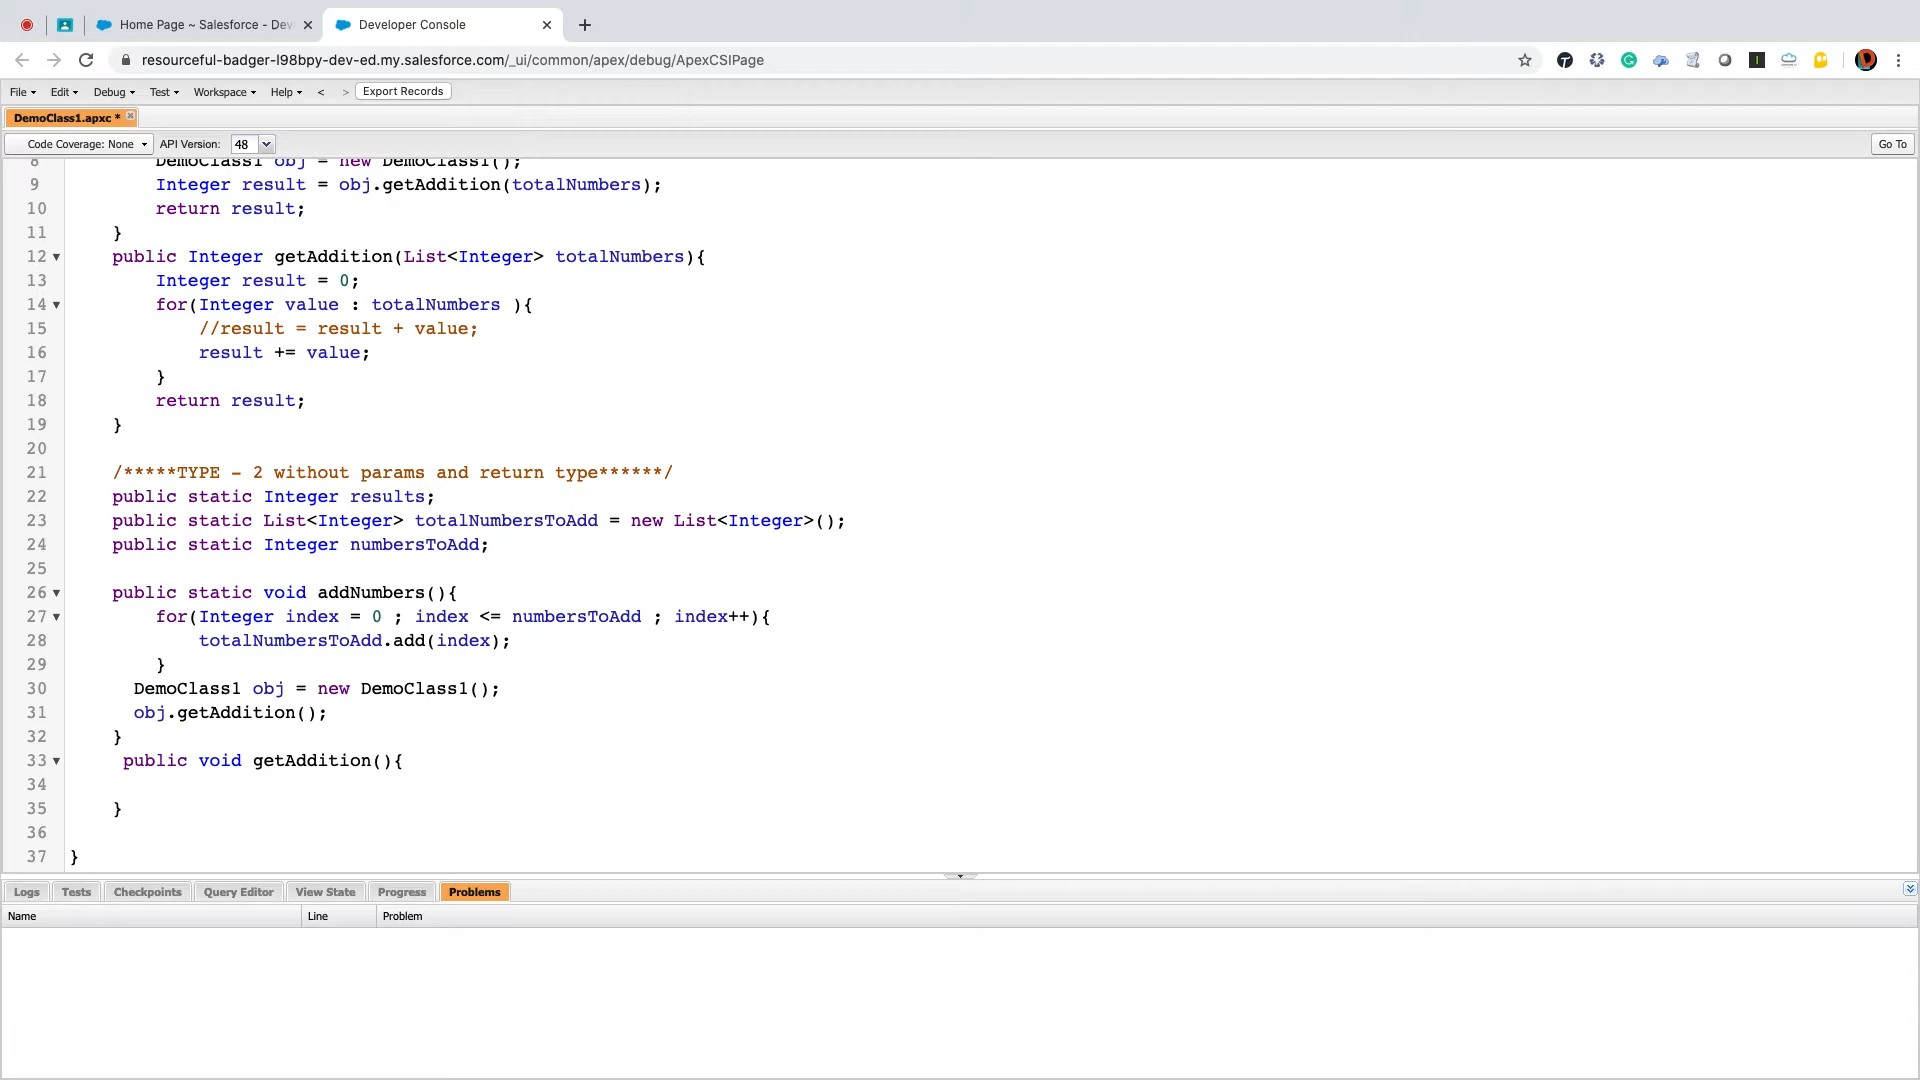 Home Page ~ Salesforce - Dev
Developer Console
resourceful-badger-l98bpy-dev-ed.my.salesforce.com/_ui/common/apex/debug/ApexCSIPage
File Edit Debug Test Workspace Help < > Export Records
DemoClass1.apxc *
Code Coverage: None API Version: 48 Go To
8 DemoClass1 obj = new DemoClass1();
9 Integer result = obj.getAddition(totalNumbers);
10 return result;
11 }
12 public Integer getAddition(List<Integer> totalNumbers){
13 Integer result = 0;
14 for(Integer value : totalNumbers ){
15 //result = result + value;
16 result += value;
17 }
18 return result;
19 }
20
21 /*****TYPE - 2 without params and return type******/
22 public static Integer results;
23 public static List<Integer> totalNumbersToAdd = new List<Integer>();
24 public static Integer numbersToAdd;
25
26 public static void addNumbers(){
27 for(Integer index = 0 ; index <= numbersToAdd ; index++){
28 totalNumbersToAdd.add(index);
29 }
30 DemoClass1 obj = new DemoClass1();
31 obj.getAddition();
32 }
33 public void getAddition(){
34
35 }
36
37 }
Logs Tests Checkpoints Query Editor View State Progress Problems
Name Line Problem